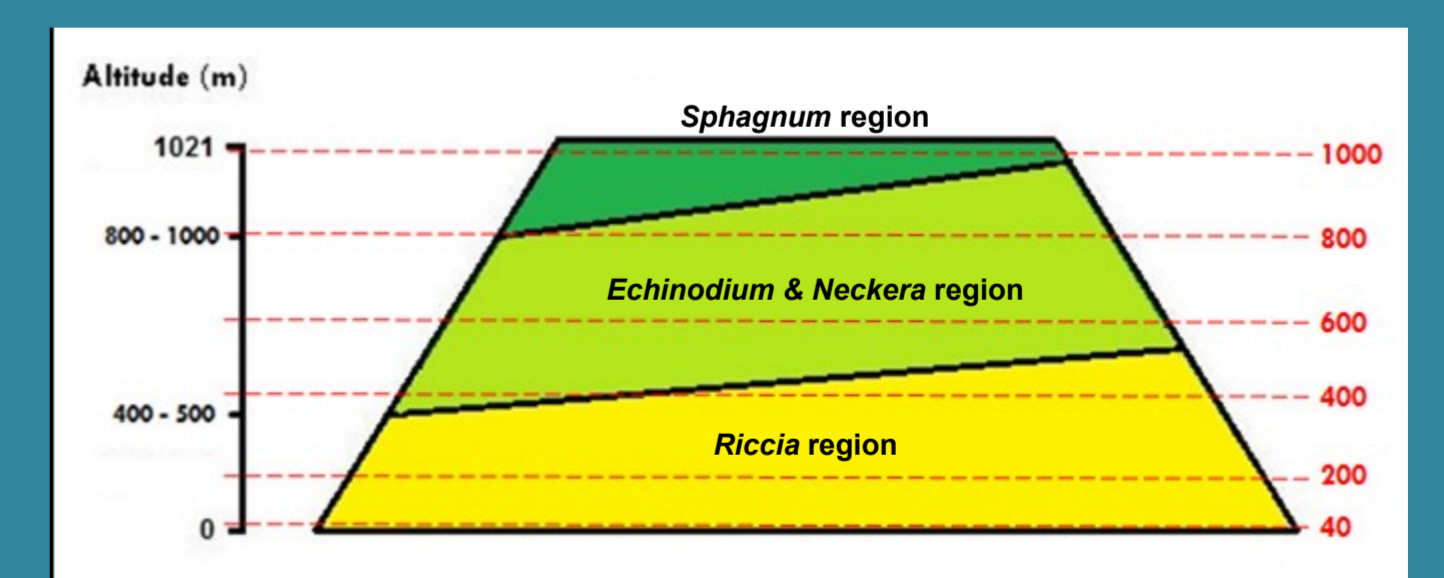 Altitude (m)
Sphagnum region
1021
1000
800 - 1000
800
Echinodium & Neckera region
600
400 - 500
400
Riccia region
200
0
40